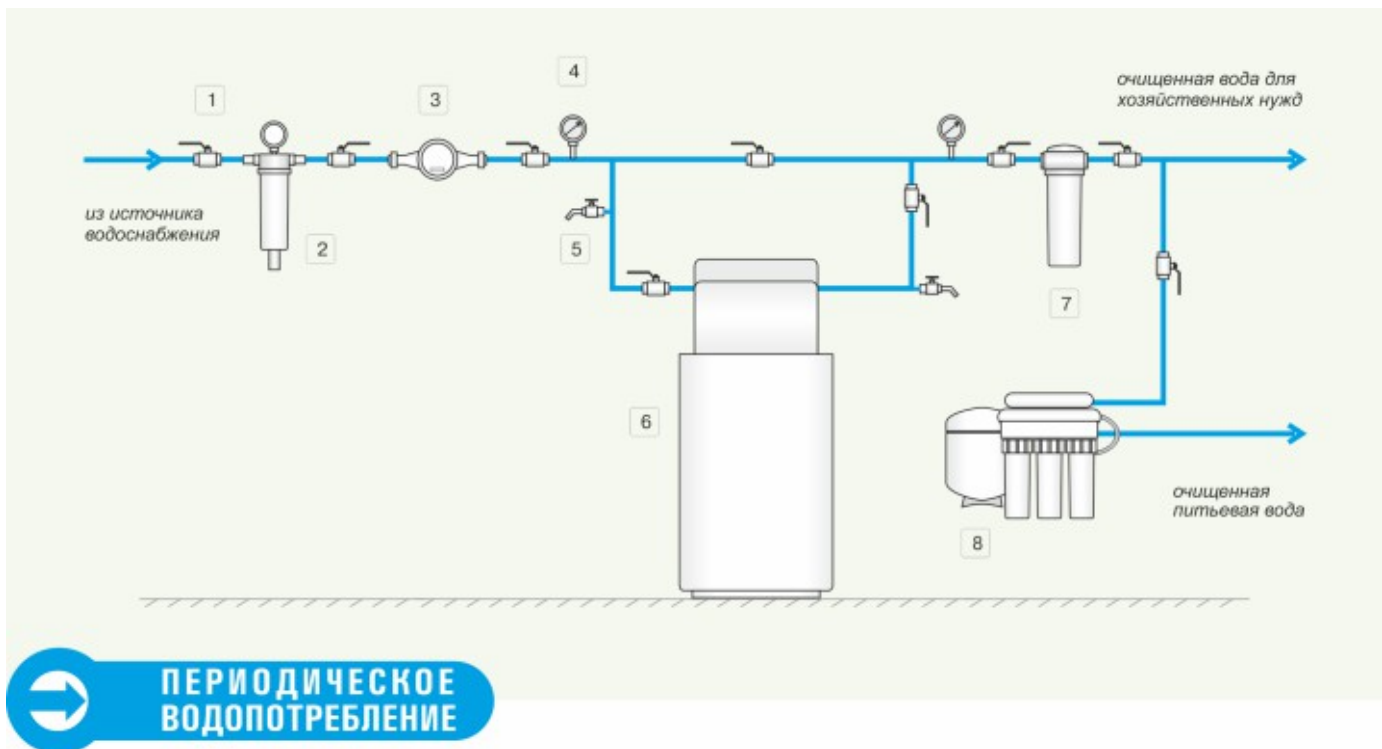 1
3
4
очищенная вода для
хозяйственных нужд
из источника
водоснабжения
2
5
7
6
8
очищенная
питьевая вода
ПЕРИОДИЧЕСКОЕ
ВОДОПОТРЕБЛЕНИЕ